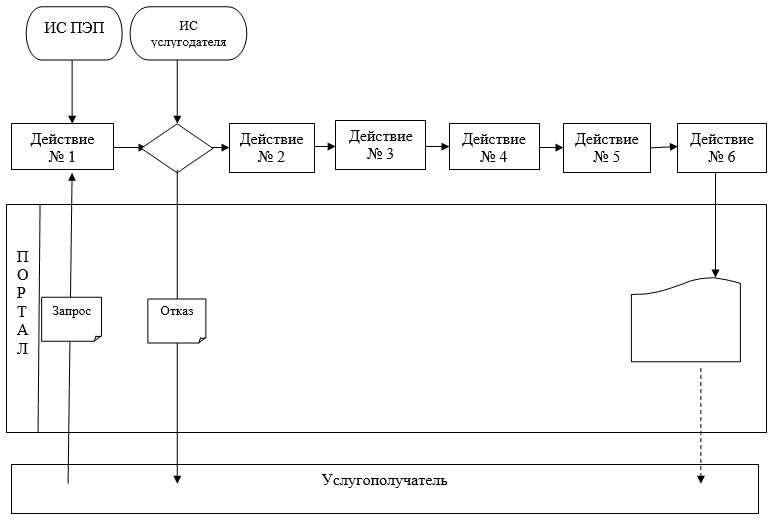 ИС ПЭП
ИС
услугодателя
Действие
№ 1
Действие
№ 2
Действие
№ 3
Действие
№ 4
Действие
№ 5
Действие
№ 6
П
О
Р
Т
А
Л
Запрос
Отказ
Услугополучатель